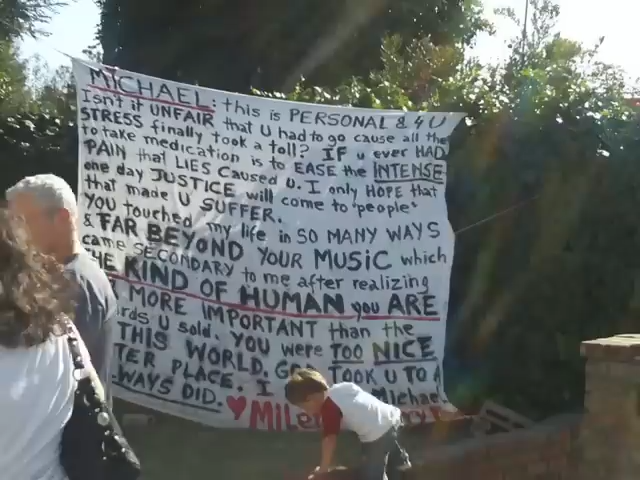 MICHAEL: this is PERSONAL & 4 U
Isn't it UNFAIR that U had to go cause all the
STRESS finally took a toll? IF u ever HAD
to take medication is to EASE the INTENSE
PAIN that LIES Caused U. I only HOPE that
one day JUSTICE will come to "people"
that made U SUFFER.
YOU touched my life in SO MANY WAYS
& FAR BEYOND YOUR MUSIC which
came SECONDARY to me after realizing
THE KIND OF HUMAN you ARE
MORE IMPORTANT than the
rds U sold. YOU were TOO NICE
THIS WORLD. TOOK U TO A
TER PLACE. I Michael
WAYS DID. ♥ MILe